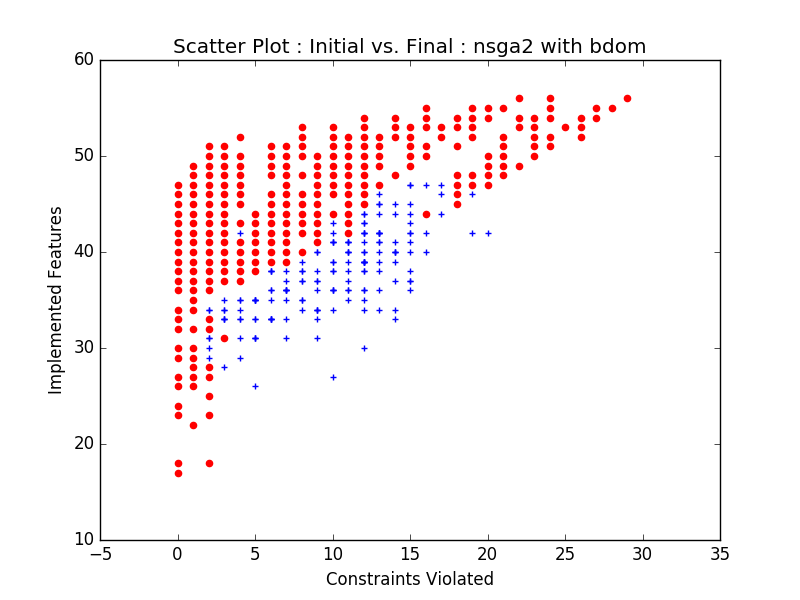 Scatter Plot : Initial vs. Final : nsga2 with bdom
60
50
40
30
20
10
Implemented Features
−5 0 5 10 15 20 25 30 35
Constraints Violated